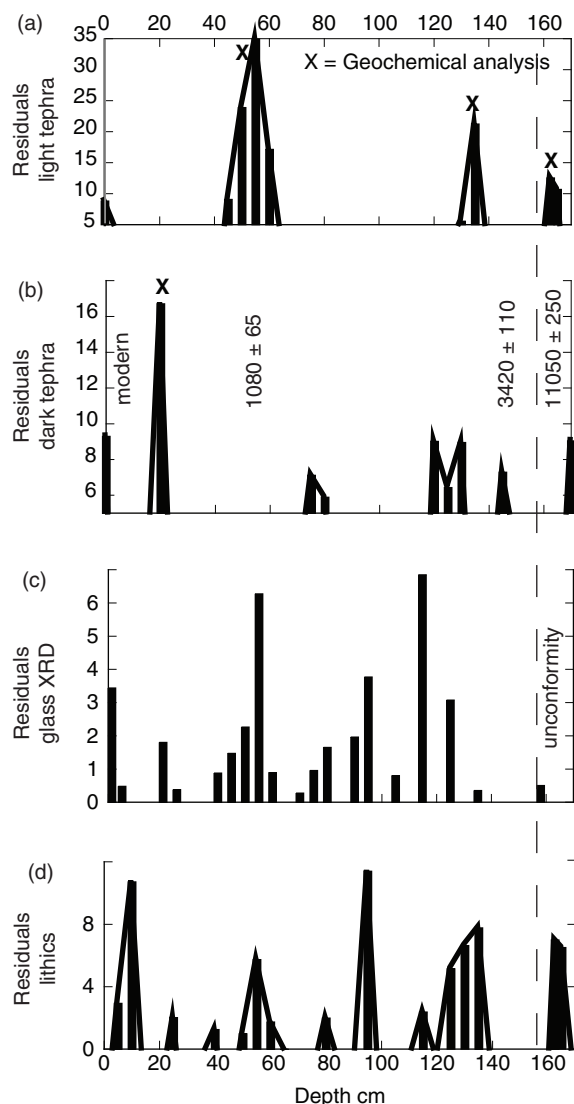 (a)
0 20 40 60 80 100 120 140 160
35
30
25
20
15
10
5
Residuals
light tephra
X
X = Geochemical analysis
X
X
(b)
16
14
12
10
8
6
Residuals
dark tephra
X
modern
1080 ± 65
3420 ± 110
11050 ± 250
(c)
6
5
4
3
2
1
0
Residuals
glass XRD
unconformity
(d)
8
4
0
Residuals
lithics
0 20 40 60 80 100 120 140 160
Depth cm